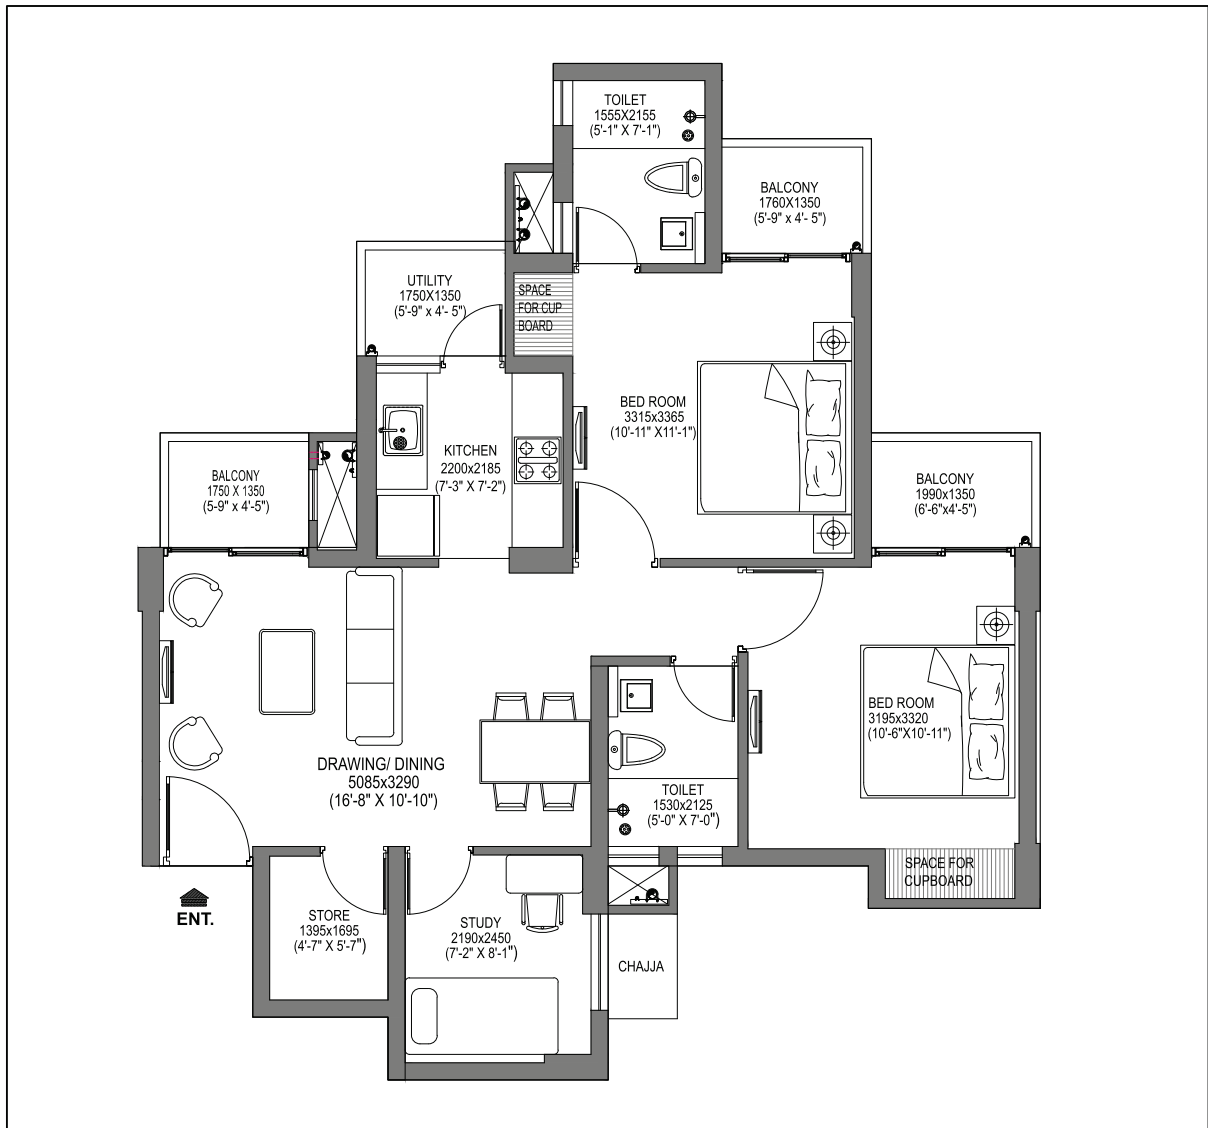 TOILET
1555X2155
(5'-1" X 7'-1")
BALCONY
1760X1350
(5'-9" x 4'- 5")
UTILITY
1750X1350
(5'-9" x 4'- 5")
SPACE
FOR CUP
BOARD
BED ROOM
3315x3365
(10'-11" X11'-1")
KITCHEN
2200x2185
(7'-3" X 7'-2")
BALCONY
1750 X 1350
(5-9" x 4'-5")
BALCONY
1990x1350
(6'-6"x4'-5")
BED ROOM
3195x3320
(10'-6"X10'-11")
DRAWING/ DINING
5085x3290
(16'-8" X 10'-10")
TOILET
1530x2125
(5'-0" X 7'-0")
SPACE FOR
CUPBOARD
ENT.
STORE
1395x1695
(4'-7" X 5'-7")
STUDY
2190x2450
(7'-2" X 8'-1")
CHAJJA